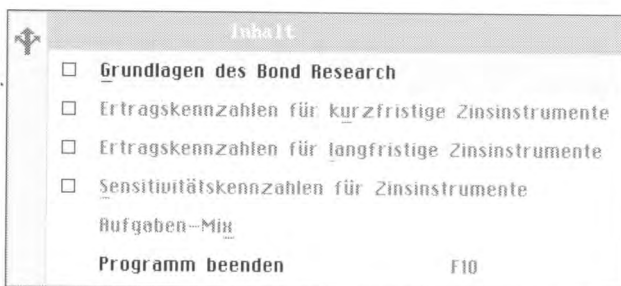 Inhalt
Grundlagen des Bond Research
Ertragskennzahlen für kurzfristige Zinsinstrumente
Ertragskennzahlen für langfristige Zinsinstrumente
Sensitivitätskennzahlen für Zinsinstrumente
Aufgaben-Mix
Programm beenden F10